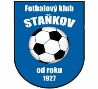 Fotbalový klub
STAŇKOV
od roku
1927